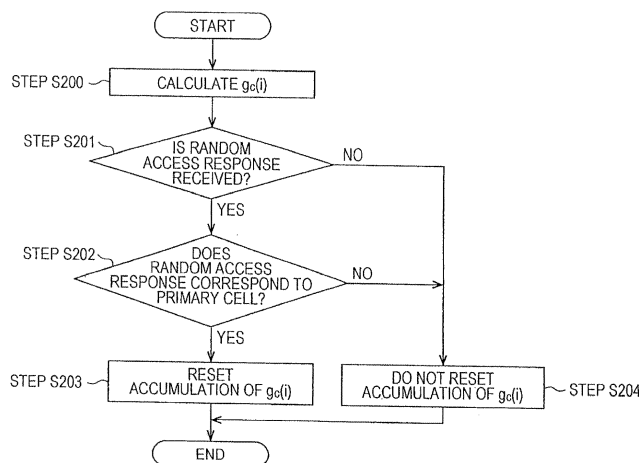 START
STEP S200
CALCULATE gc(i)
STEP S201
IS RANDOM
ACCESS RESPONSE
RECEIVED?
NO
YES
STEP S202
DOES
RANDOM ACCESS
RESPONSE CORRESPOND TO
PRIMARY CELL?
NO
YES
STEP S203
RESET
ACCUMULATION OF gc(i)
DO NOT RESET
ACCUMULATION OF gc(i)
STEP S204
END